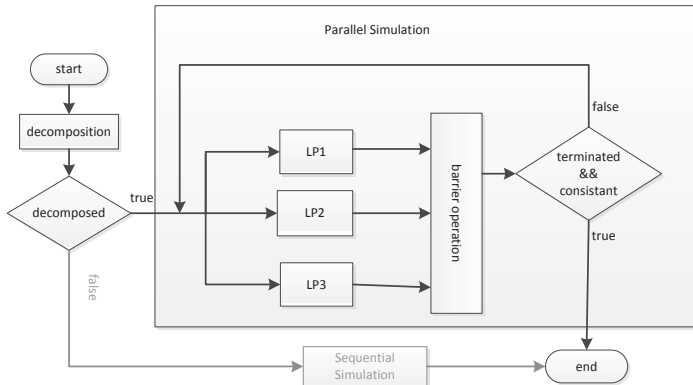 Parallel Simulation
start
false
decomposition
LP1
terminated
&&
consistant
true
decomposed
LP2
barrier operation
true
false
LP3
Sequential
Simulation
end